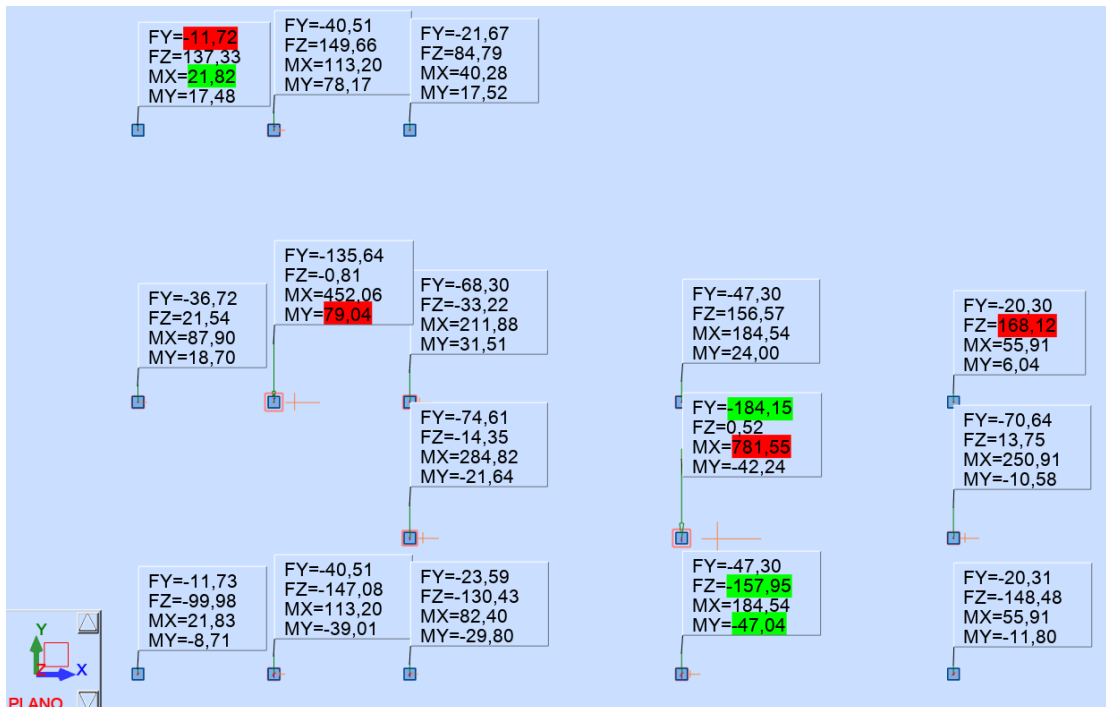 FY=-11,72
FZ=137,33
MX=21,82
MY=17,48
FY=-40,51
FZ=149,66
MX=113,20
MY=78,17
FY=-21,67
FZ=84,79
MX=40,28
MY=17,52
FY=-36,72
FZ=21,54
MX=87,90
MY=18,70
FY=-135,64
FZ=-0,81
MX=452,06
MY=79,04
FY=-68,30
FZ=-33,22
MX=211,88
MY=31,51
FY=-47,30
FZ=156,57
MX=184,54
MY=24,00
FY=-20,30
FZ=168,12
MX=55,91
MY=6,04
FY=-74,61
FZ=-14,35
MX=284,82
MY=-21,64
FY=-184,15
FZ=0,52
MX=781,55
MY=-42,24
FY=-70,64
FZ=13,75
MX=250,91
MY=-10,58
FY=-11,73
FZ=-99,98
MX=21,83
MY=-8,71
FY=-40,51
FZ=-147,08
MX=113,20
MY=-39,01
FY=-23,59
FZ=-130,43
MX=82,40
MY=-29,80
FY=-47,30
FZ=-157,95
MX=184,54
MY=-47,04
FY=-20,31
FZ=-148,48
MX=55,91
MY=-11,80
Y
Z X
PLANO